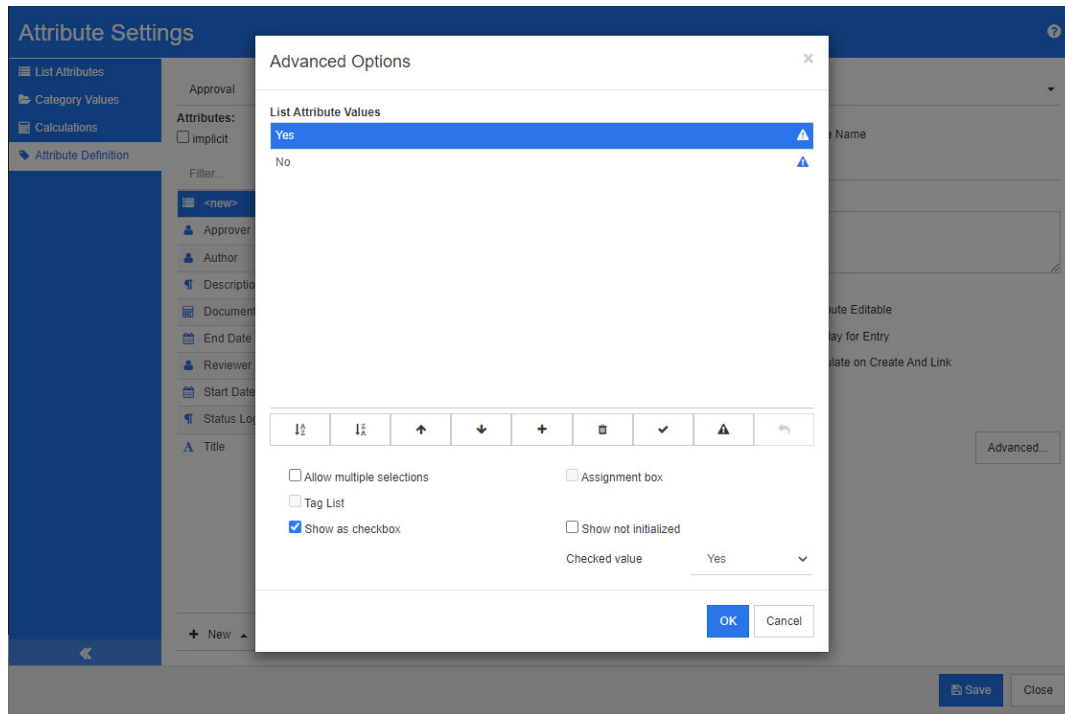 Attribute Settings
List Attributes
Category Values
Calculations
Attribute Definition
Approval
Attributes:
implicit
Filter...
<new>
Approver
Author
Descriptio
Document
End Date
Reviewer
Start Date
Status Log
A Title
New
Advanced Options
List Attribute Values
Yes
No
Allow multiple selections
Assignment box
Tag List
Show as checkbox
Show not initialized
Checked value
Yes
OK
Cancel
e Name
ute Editable
lay for Entry
ulate on Create And Link
Advanced...
Save
Close